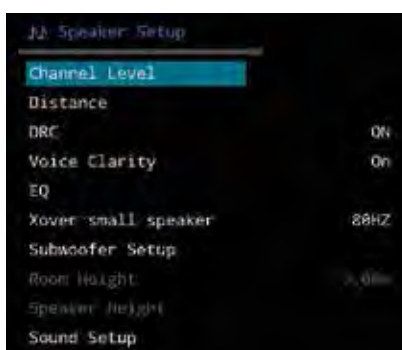 Speaker Setup
Channel Level
Distance
DRC ON
Voice Clarity On
EQ
Xover small speaker 80HZ
Subwoofer Setup
Room Height
Speaker Height
Sound Setup